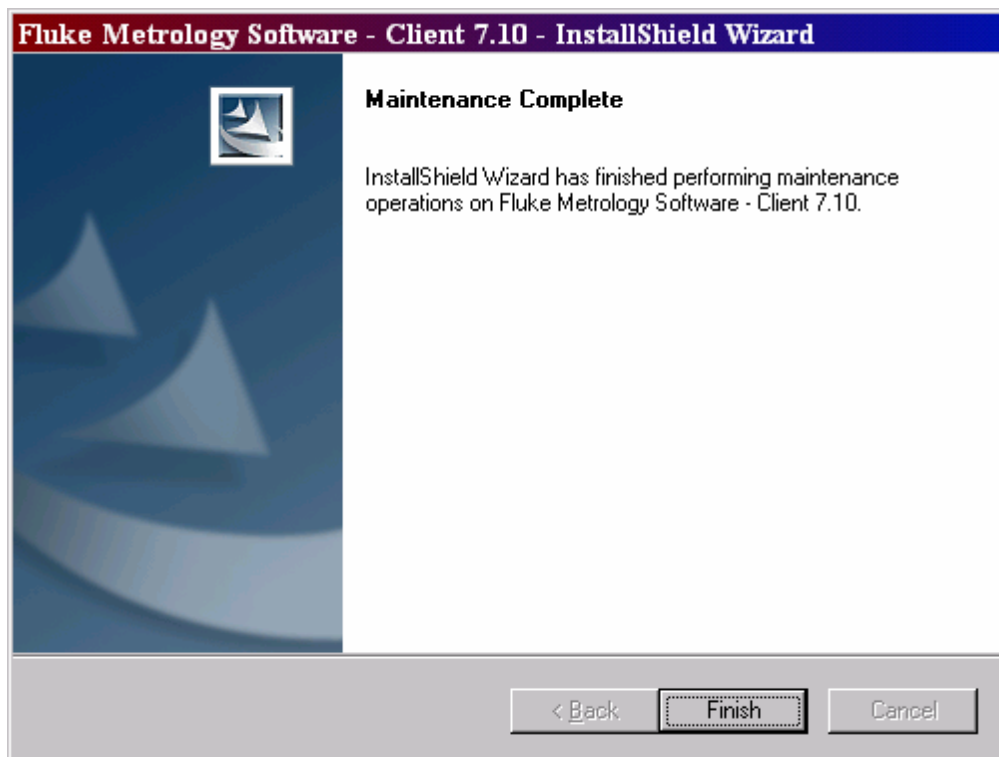 Fluke Metrology Software - Client 7.10 - InstallShield Wizard
Maintenance Complete
InstallShield Wizard has finished performing maintenance
operations on Fluke Metrology Software - Client 7.10.
< Back Finish Cancel